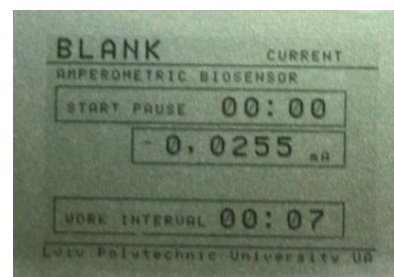 BLANK CURRENT
AMPEROMETRIC BIOSENSOR
START PAUSE 00:00
-0,0255 mA
WORK INTERVAL 00:07
Lviv Polytechnic University UA